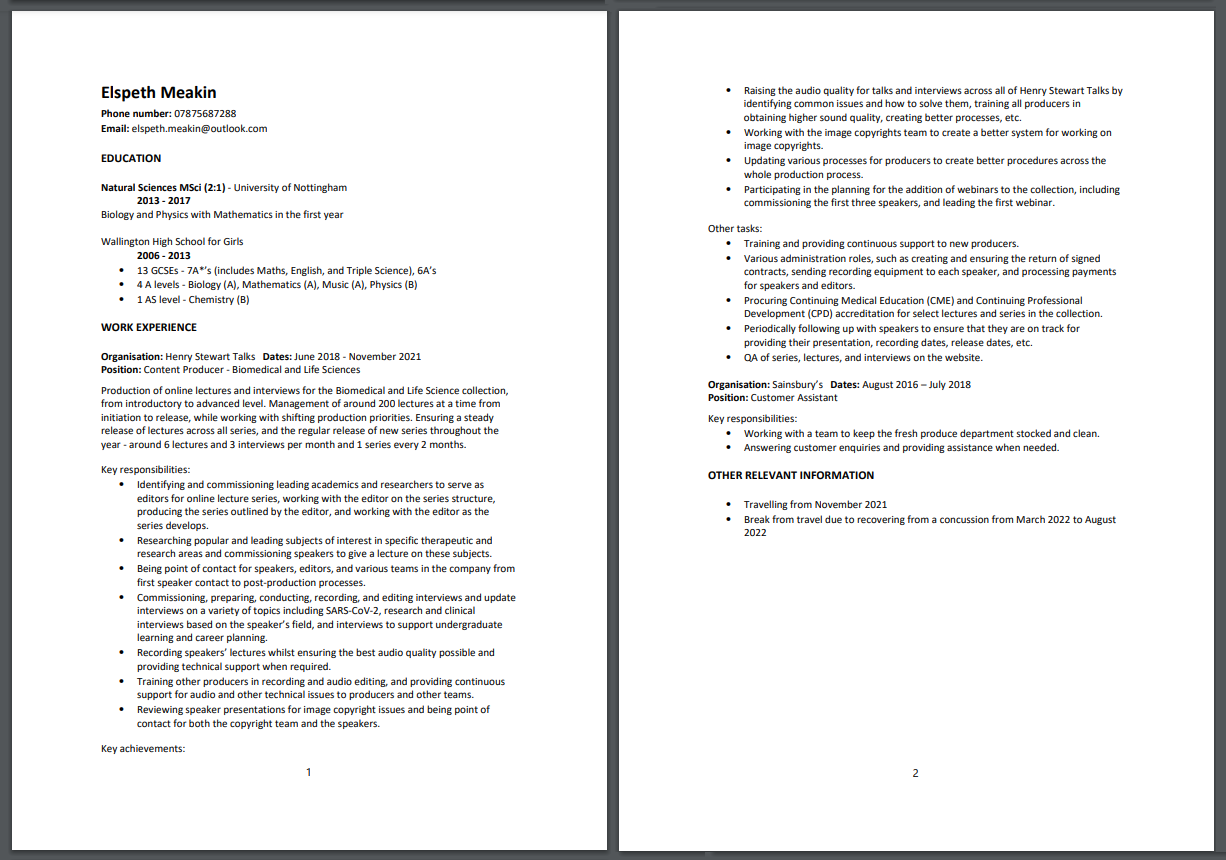 Elspeth Meakin
Phone number: 07875687288
Email: elspeth.meakin@outlook.com
EDUCATION
Natural Sciences MSci (2:1) - University of Nottingham
2013 - 2017
Biology and Physics with Mathematics in the first year
Wallington High School for Girls
2006 - 2013
• 13 GCSEs - 7A*'s (includes Maths, English, and Triple Science), 6A's
• 4 A levels - Biology (A), Mathematics (A), Music (A), Physics (B)
• 1 AS level - Chemistry (B)
WORK EXPERIENCE
Organisation: Henry Stewart Talks Dates: June 2018 - November 2021
Position: Content Producer - Biomedical and Life Sciences
Production of online lectures and interviews for the Biomedical and Life Science collection,
from introductory to advanced level. Management of around 200 lectures at a time from
initiation to release, while working with shifting production priorities. Ensuring a steady
release of lectures across all series, and the regular release of new series throughout the
year - around 6 lectures and 3 interviews per month and 1 series every 2 months.
Key responsibilities:
• Identifying and commissioning leading academics and researchers to serve as
editors for online lecture series, working with the editor on the series structure,
producing the series outlined by the editor, and working with the editor as the
series develops.
• Researching popular and leading subjects of interest in specific therapeutic and
research areas and commissioning speakers to give a lecture on these subjects.
• Being point of contact for speakers, editors, and various teams in the company from
first speaker contact to post-production processes.
• Commissioning, preparing, conducting, recording, and editing interviews and update
interviews on a variety of topics including SARS-CoV-2, research and clinical
interviews based on the speaker's field, and interviews to support undergraduate
learning and career planning.
• Recording speakers' lectures whilst ensuring the best audio quality possible and
providing technical support when required.
• Training other producers in recording and audio editing, and providing continuous
support for audio and other technical issues to producers and other teams.
• Reviewing speaker presentations for image copyright issues and being point of
contact for both the copyright team and the speakers.
Key achievements:
1
• Raising the audio quality for talks and interviews across all of Henry Stewart Talks by
identifying common issues and how to solve them, training all producers in
obtaining higher sound quality, creating better processes, etc.
• Working with the image copyrights team to create a better system for working on
image copyrights.
• Updating various processes for producers to create better procedures across the
whole production process.
• Participating in the planning for the addition of webinars to the collection, including
commissioning the first three speakers, and leading the first webinar.
Other tasks:
• Training and providing continuous support to new producers.
• Various administration roles, such as creating and ensuring the return of signed
contracts, sending recording equipment to each speaker, and processing payments
for speakers and editors.
• Procuring Continuing Medical Education (CME) and Continuing Professional
Development (CPD) accreditation for select lectures and series in the collection.
• Periodically following up with speakers to ensure that they are on track for
providing their presentation, recording dates, release dates, etc.
• QA of series, lectures, and interviews on the website.
Organisation: Sainsbury's Dates: August 2016 – July 2018
Position: Customer Assistant
Key responsibilities:
• Working with a team to keep the fresh produce department stocked and clean.
• Answering customer enquiries and providing assistance when needed.
OTHER RELEVANT INFORMATION
• Travelling from November 2021
• Break from travel due to recovering from a concussion from March 2022 to August
2022
2